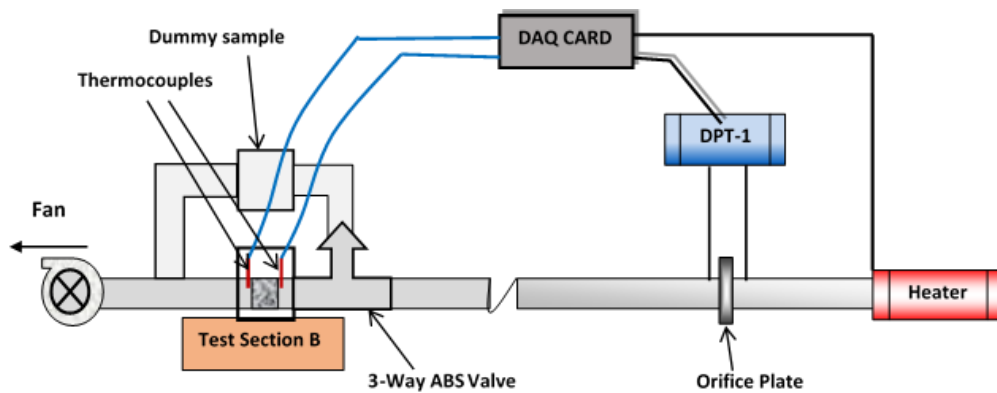 Dummy sample
DAQ CARD
Thermocouples
DPT-1
Fan
Heater
Test Section B
3-Way ABS Valve
Orifice Plate